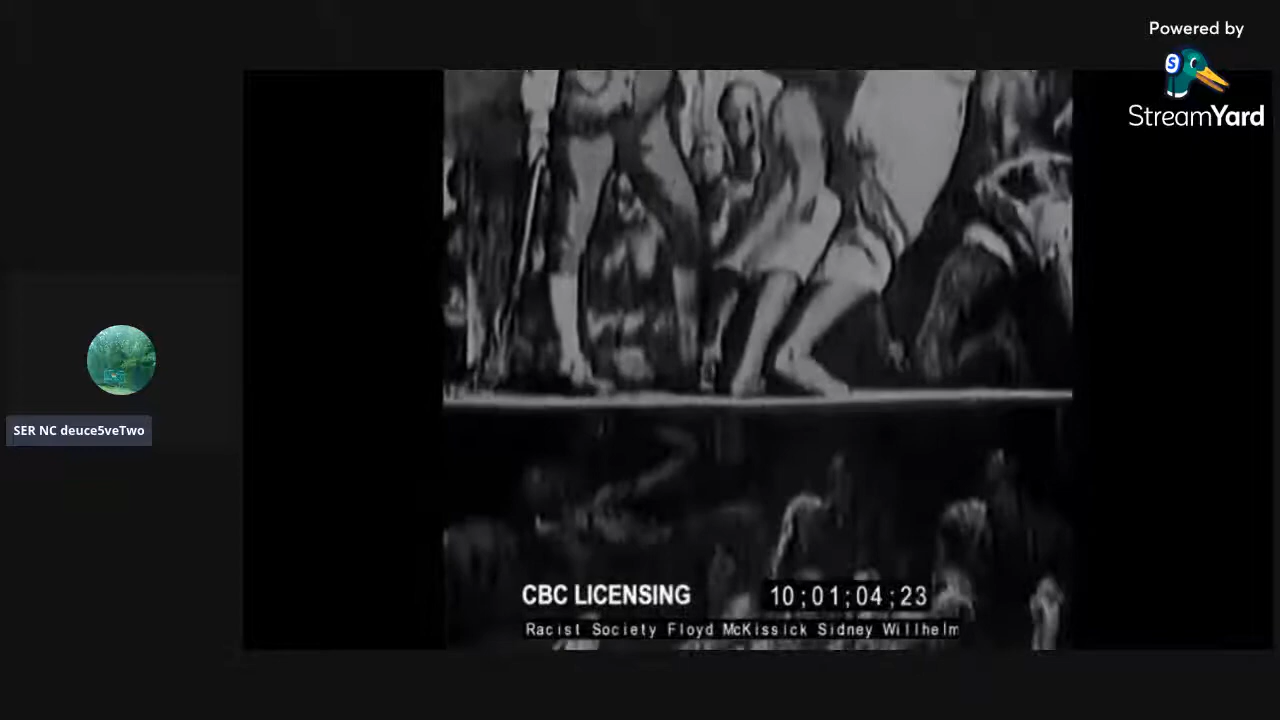 Powered by
S
StreamYard
SER NC deuce5veTwo
CBC LICENSING
10;01;04;23
Racist Society Floyd McKissick Sidney Willhelm